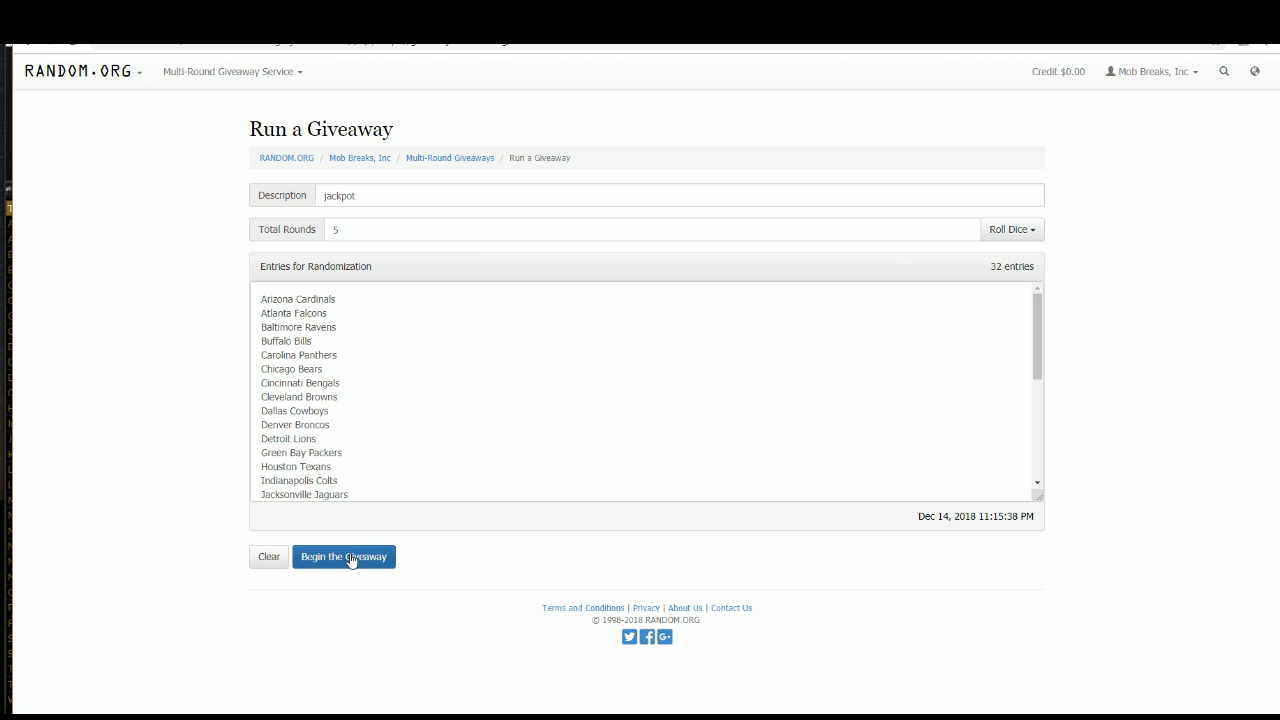 RANDOM.ORG Multi-Round Giveaway Service Credit $0.00 Mob Breaks, Inc
Run a Giveaway
RANDOM.ORG / Mob Breaks, Inc / Multi-Round Giveaways / Run a Giveaway
Description jackpot
Total Rounds 5 Roll Dice
Entries for Randomization 32 entries
Arizona Cardinals
Atlanta Falcons
Baltimore Ravens
Buffalo Bills
Carolina Panthers
Chicago Bears
Cincinnati Bengals
Cleveland Browns
Dallas Cowboys
Denver Broncos
Detroit Lions
Green Bay Packers
Houston Texans
Indianapolis Colts
Jacksonville Jaguars
Dec 14, 2018 11:15:38 PM
Clear Begin the Giveaway
Terms and Conditions | Privacy | About Us | Contact Us
© 1998-2018 RANDOM.ORG